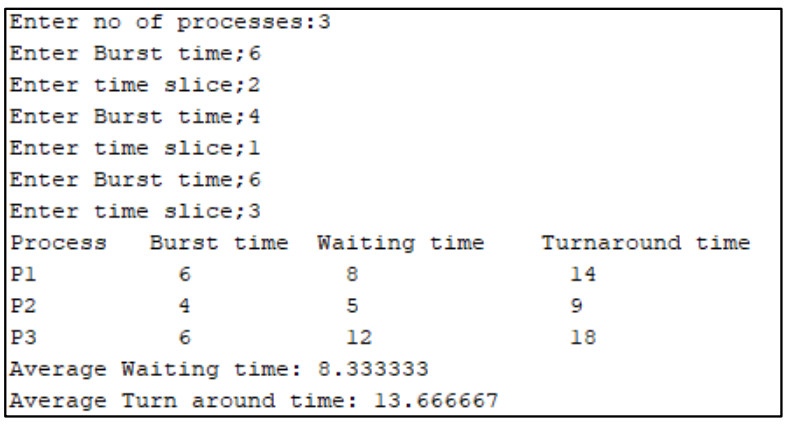 Enter no of processes:3
Enter Burst time;6
Enter time slice;2
Enter Burst time;4
Enter time slice;1
Enter Burst time;6
Enter time slice;3
Process Burst time Waiting time Turnaround time
P1 6 8 14
P2 4 5 9
P3 6 12 18
Average Waiting time: 8.333333
Average Turn around time: 13.666667